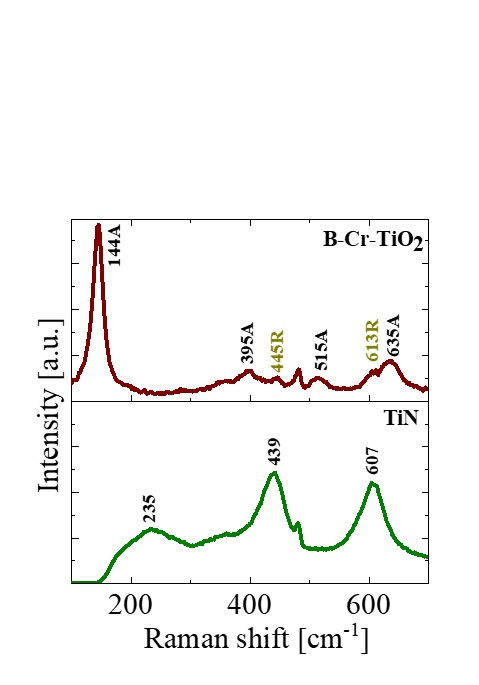 B-Cr-TiO2
144A
395A
445R
515A
613R
635A
TiN
235
439
607
Intensity [a.u.]
200 400 600
Raman shift [cm-1]